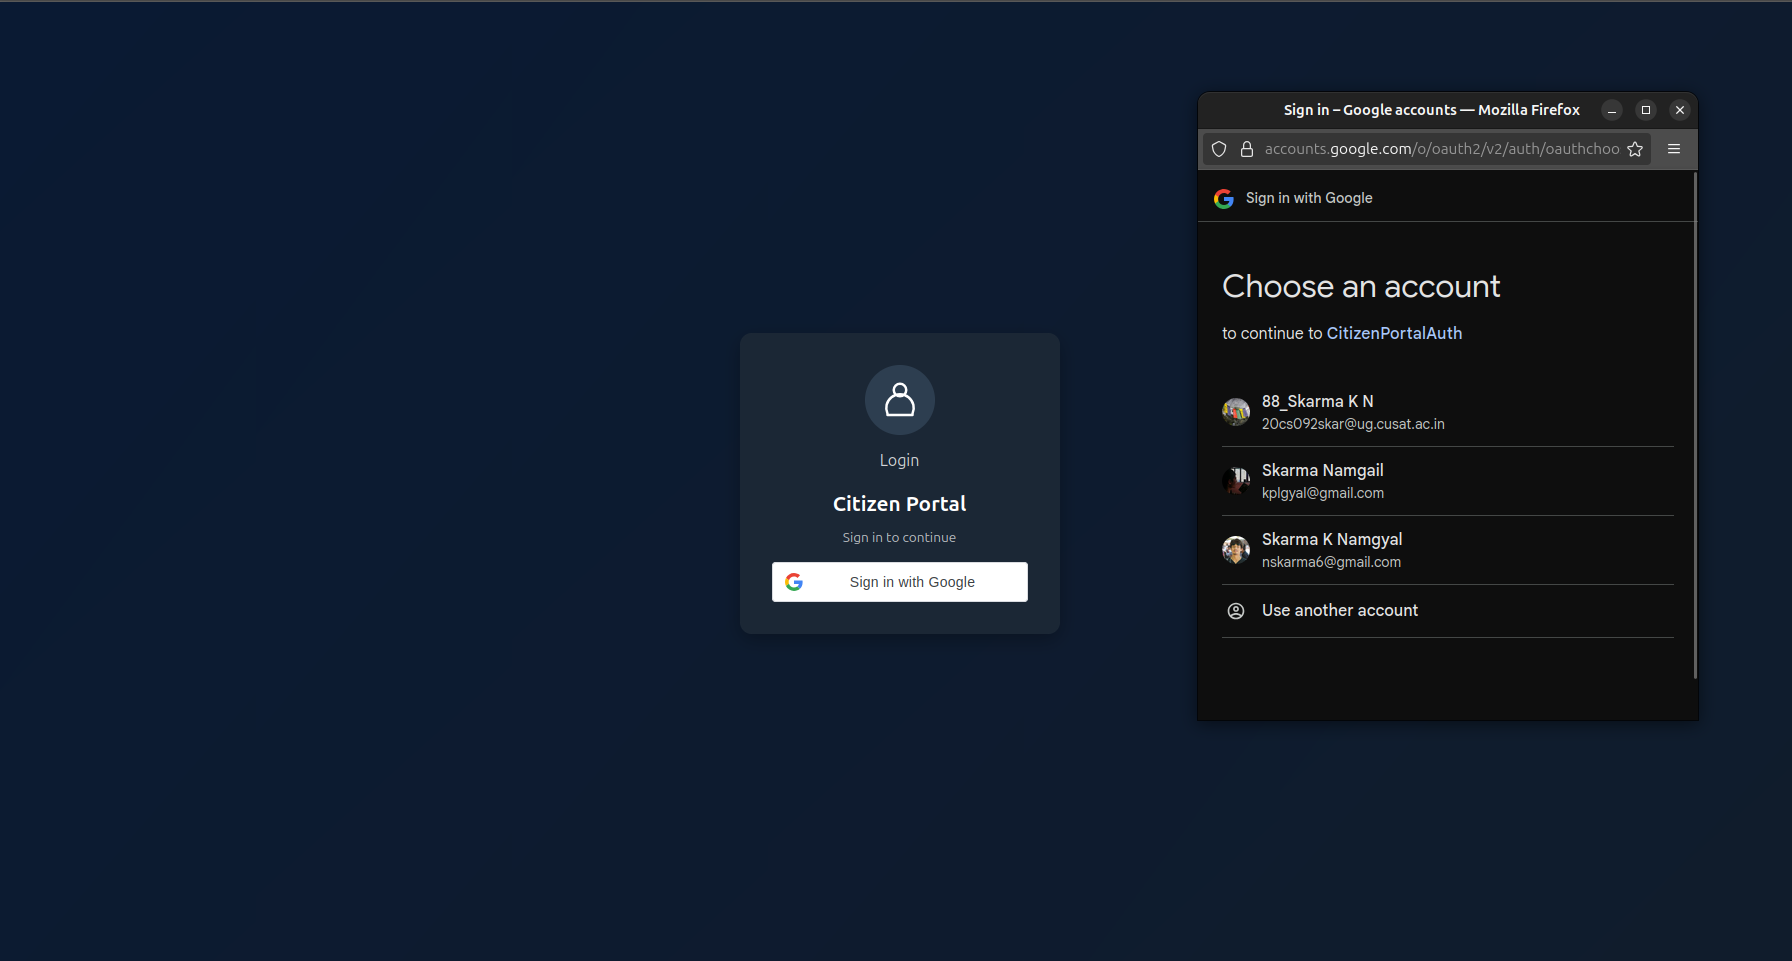 Login
Citizen Portal
Sign in to continue
Sign in with Google
Sign in – Google accounts — Mozilla Firefox
accounts.google.com/o/oauth2/v2/auth/oauthchoo
Sign in with Google
Choose an account
to continue to CitizenPortalAuth
88_Skarma K N
20cs092skar@ug.cusat.ac.in
Skarma Namgail
kplgyal@gmail.com
Skarma K Namgyal
nskarma6@gmail.com
Use another account